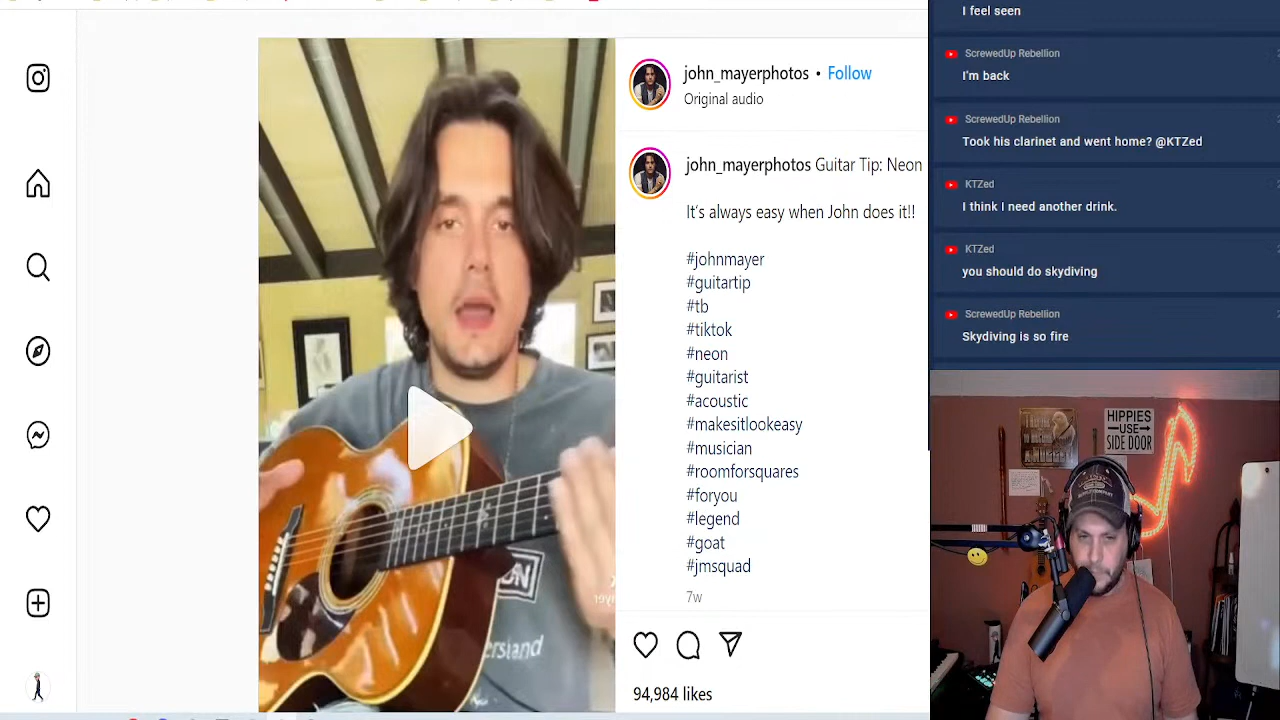 john_mayerphotos • Follow
Original audio
john_mayerphotos Guitar Tip: Neon
It's always easy when John does it!!
#johnmayer
#guitartip
#tb
#tiktok
#neon
#guitarist
#acoustic
#makesitlookeasy
#musician
#roomforsquares
#foryou
#legend
#goat
#jmsquad
7w
94,984 likes
I feel seen
ScrewedUp Rebellion
I'm back
ScrewedUp Rebellion
Took his clarinet and went home? @KTZed
KTZed
I think I need another drink.
KTZed
you should do skydiving
ScrewedUp Rebellion
Skydiving is so fire
HIPPIES
USE
SIDE
DOOR